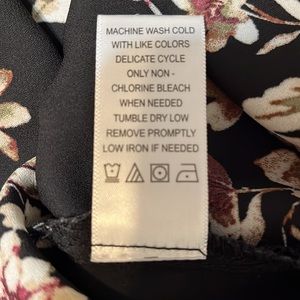 MACHINE WASH COLD
WITH LIKE COLORS
DELICATE CYCLE
ONLY NON -
CHLORINE BLEACH
WHEN NEEDED
TUMBLE DRY LOW
REMOVE PROMPTLY
LOW IRON IF NEEDED